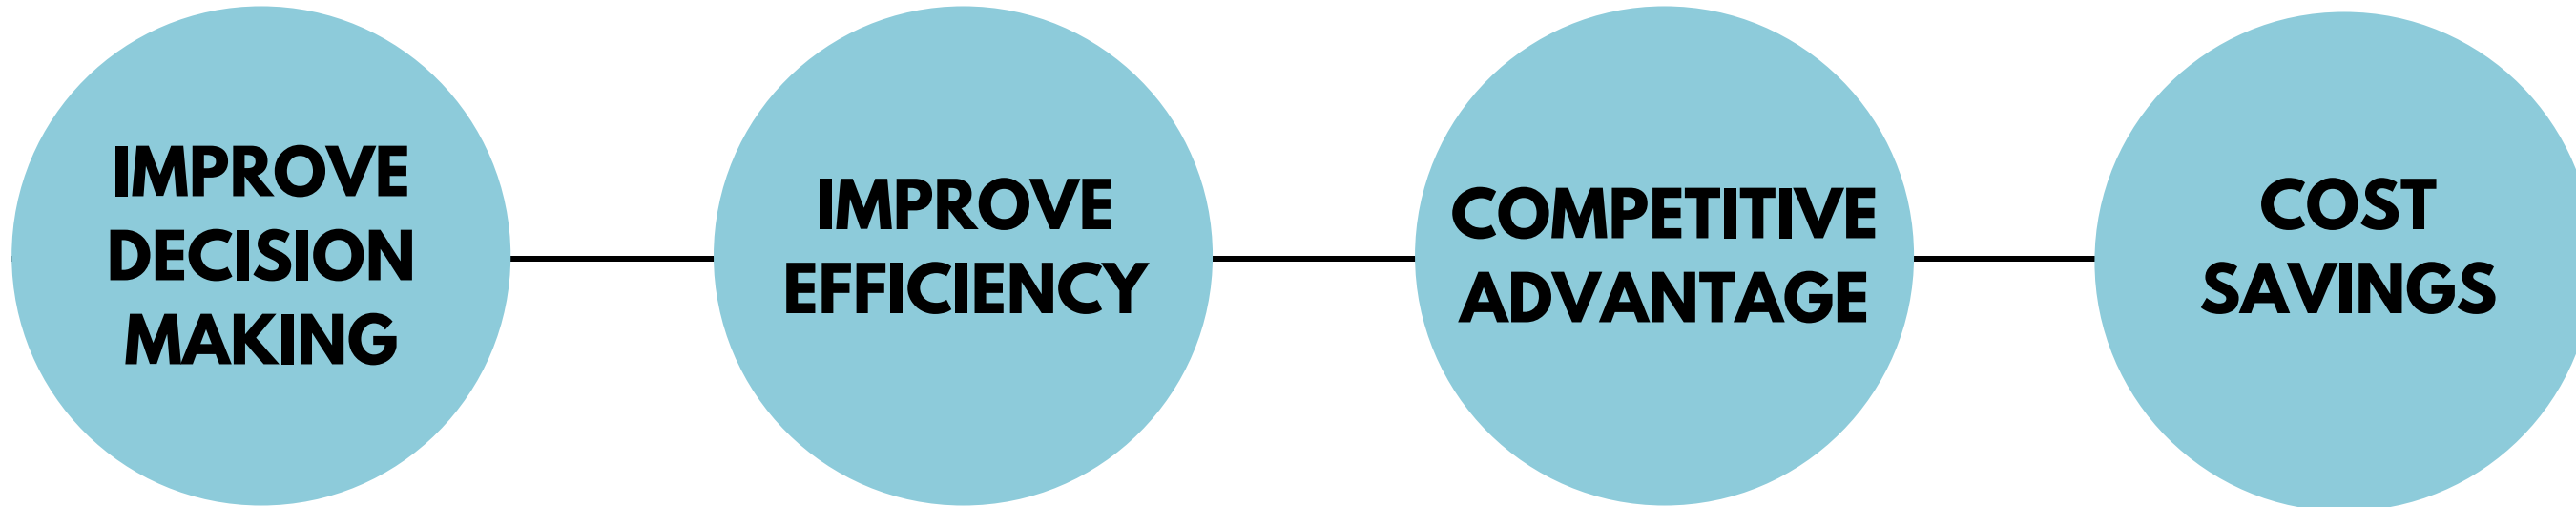 IMPROVE
DECISION
MAKING
IMPROVE
EFFICIENCY
COMPETITIVE
ADVANTAGE
COST
SAVINGS